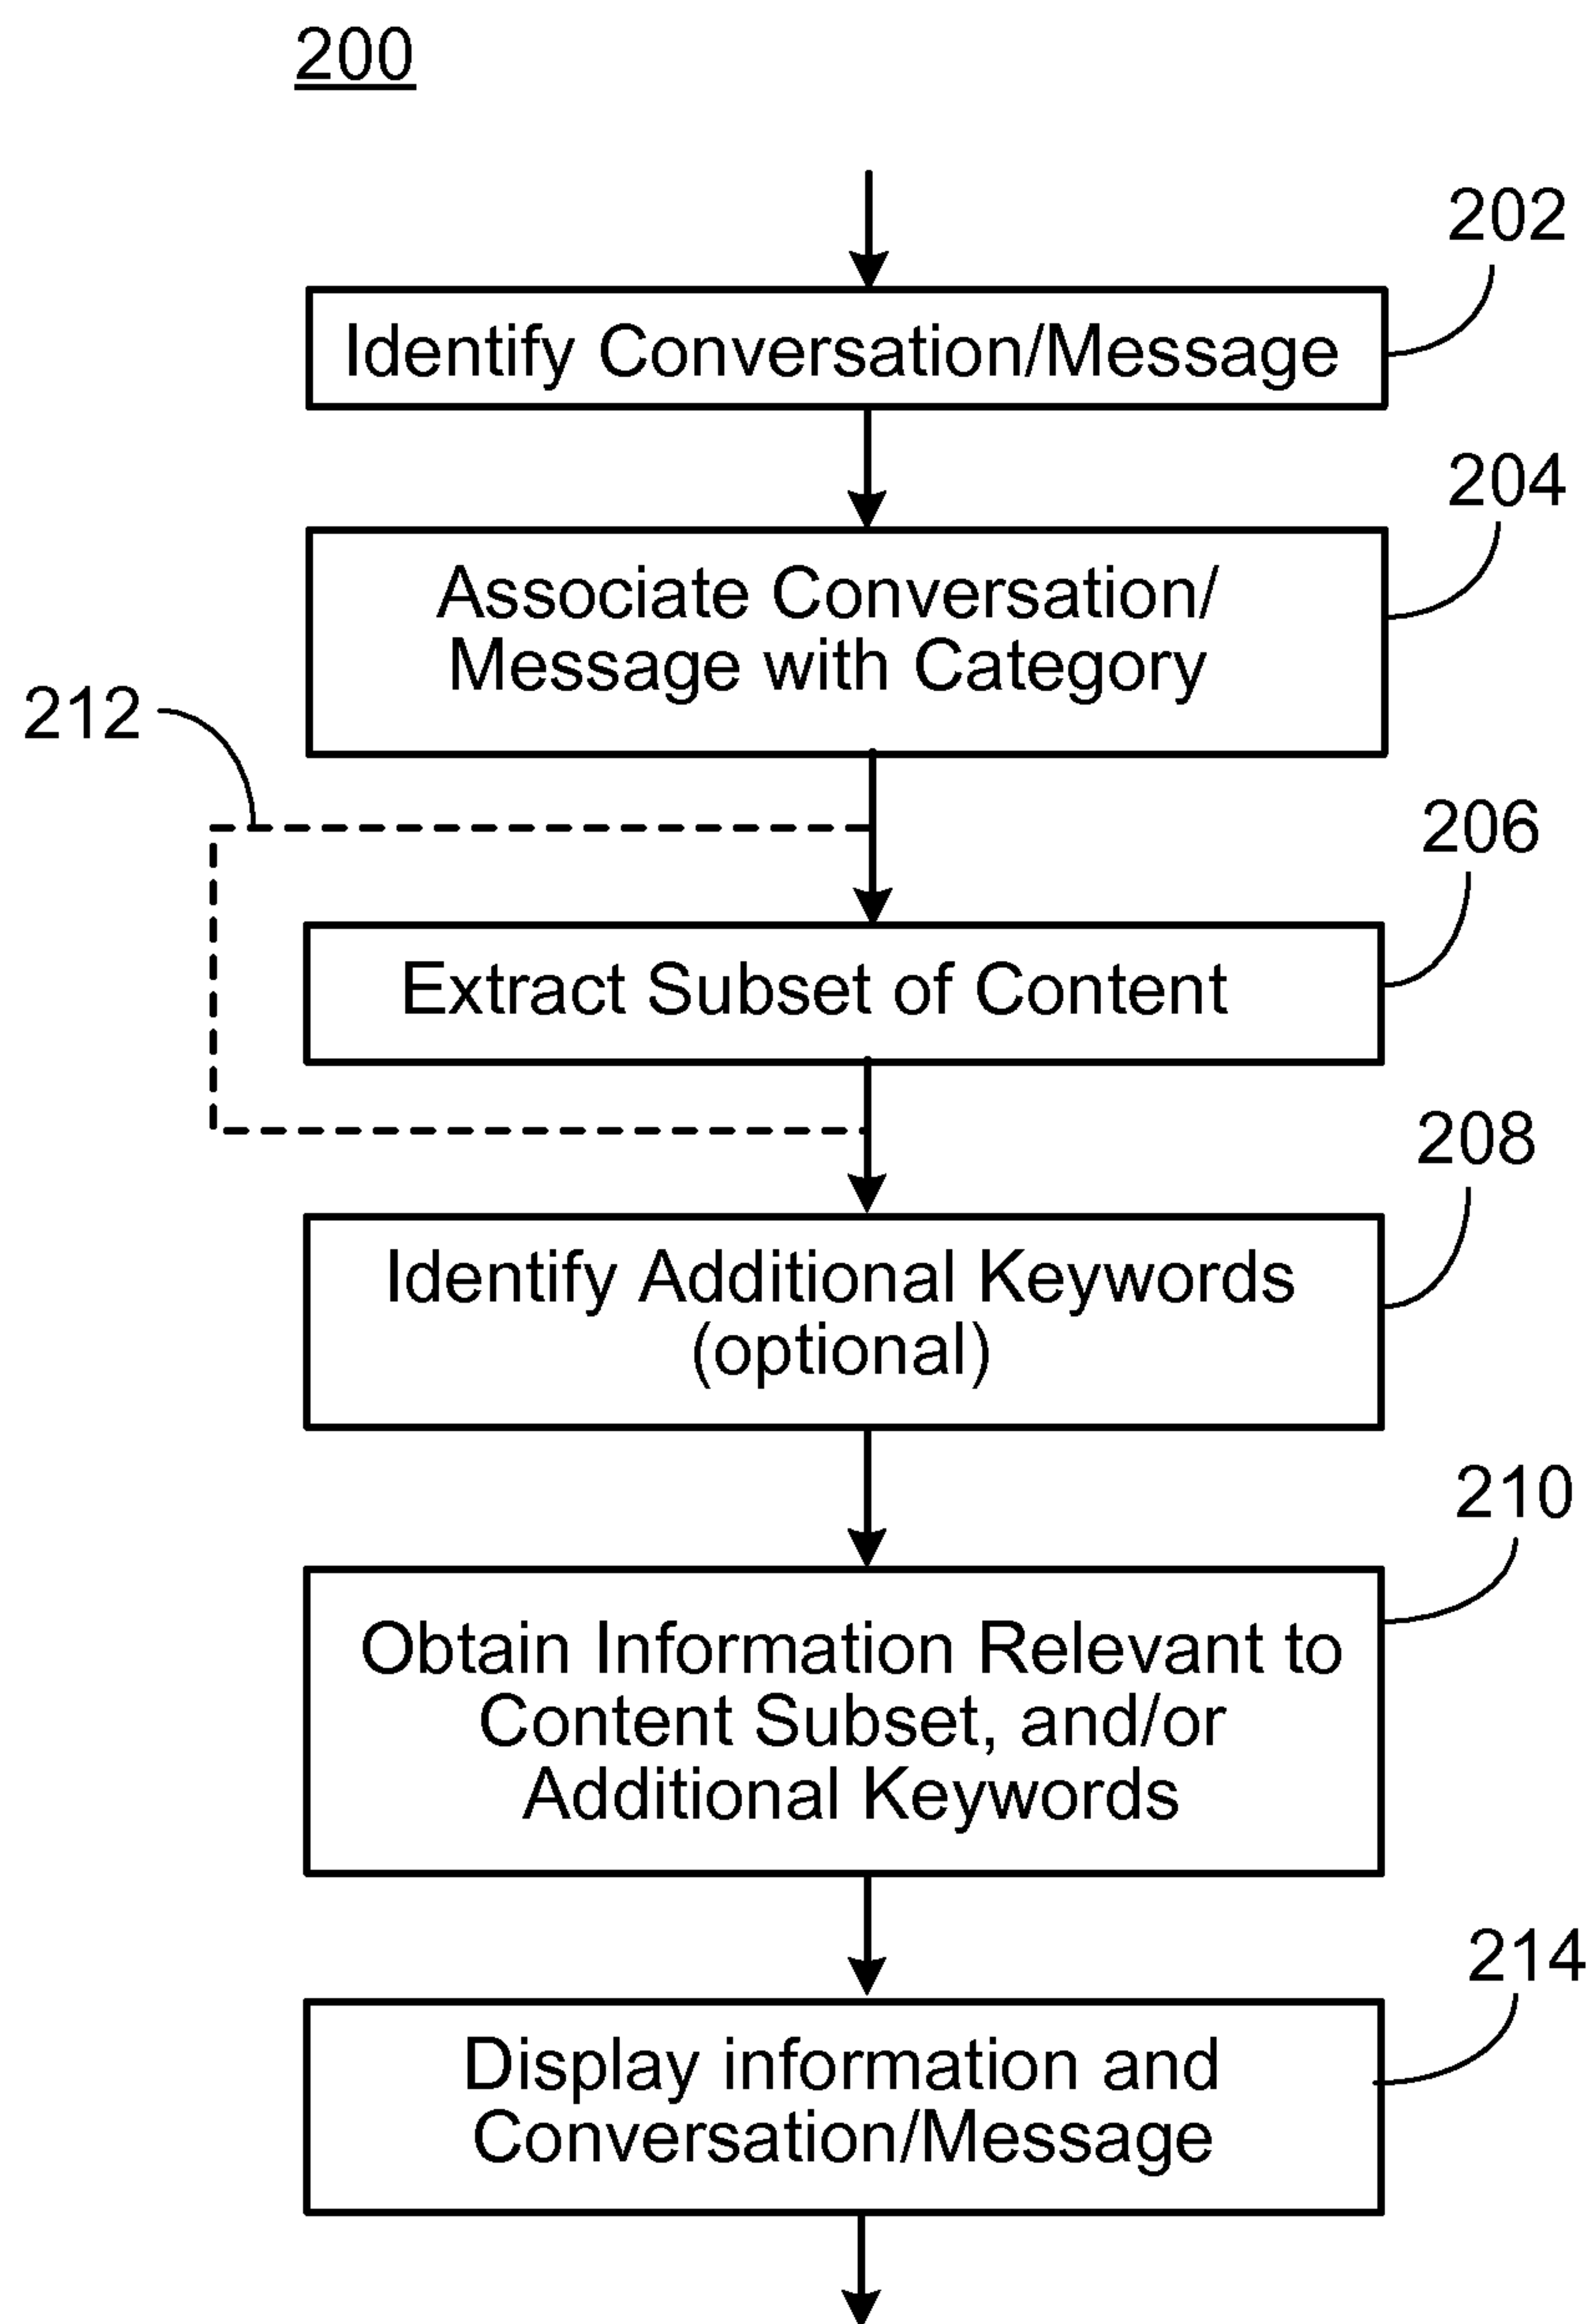 200
202
Identify Conversation/Message
204
Associate Conversation/
Message with Category
212
206
Extract Subset of Content
208
Identify Additional Keywords
(optional)
210
Obtain Information Relevant to
Content Subset, and/or
Additional Keywords
214
Display information and
Conversation/Message